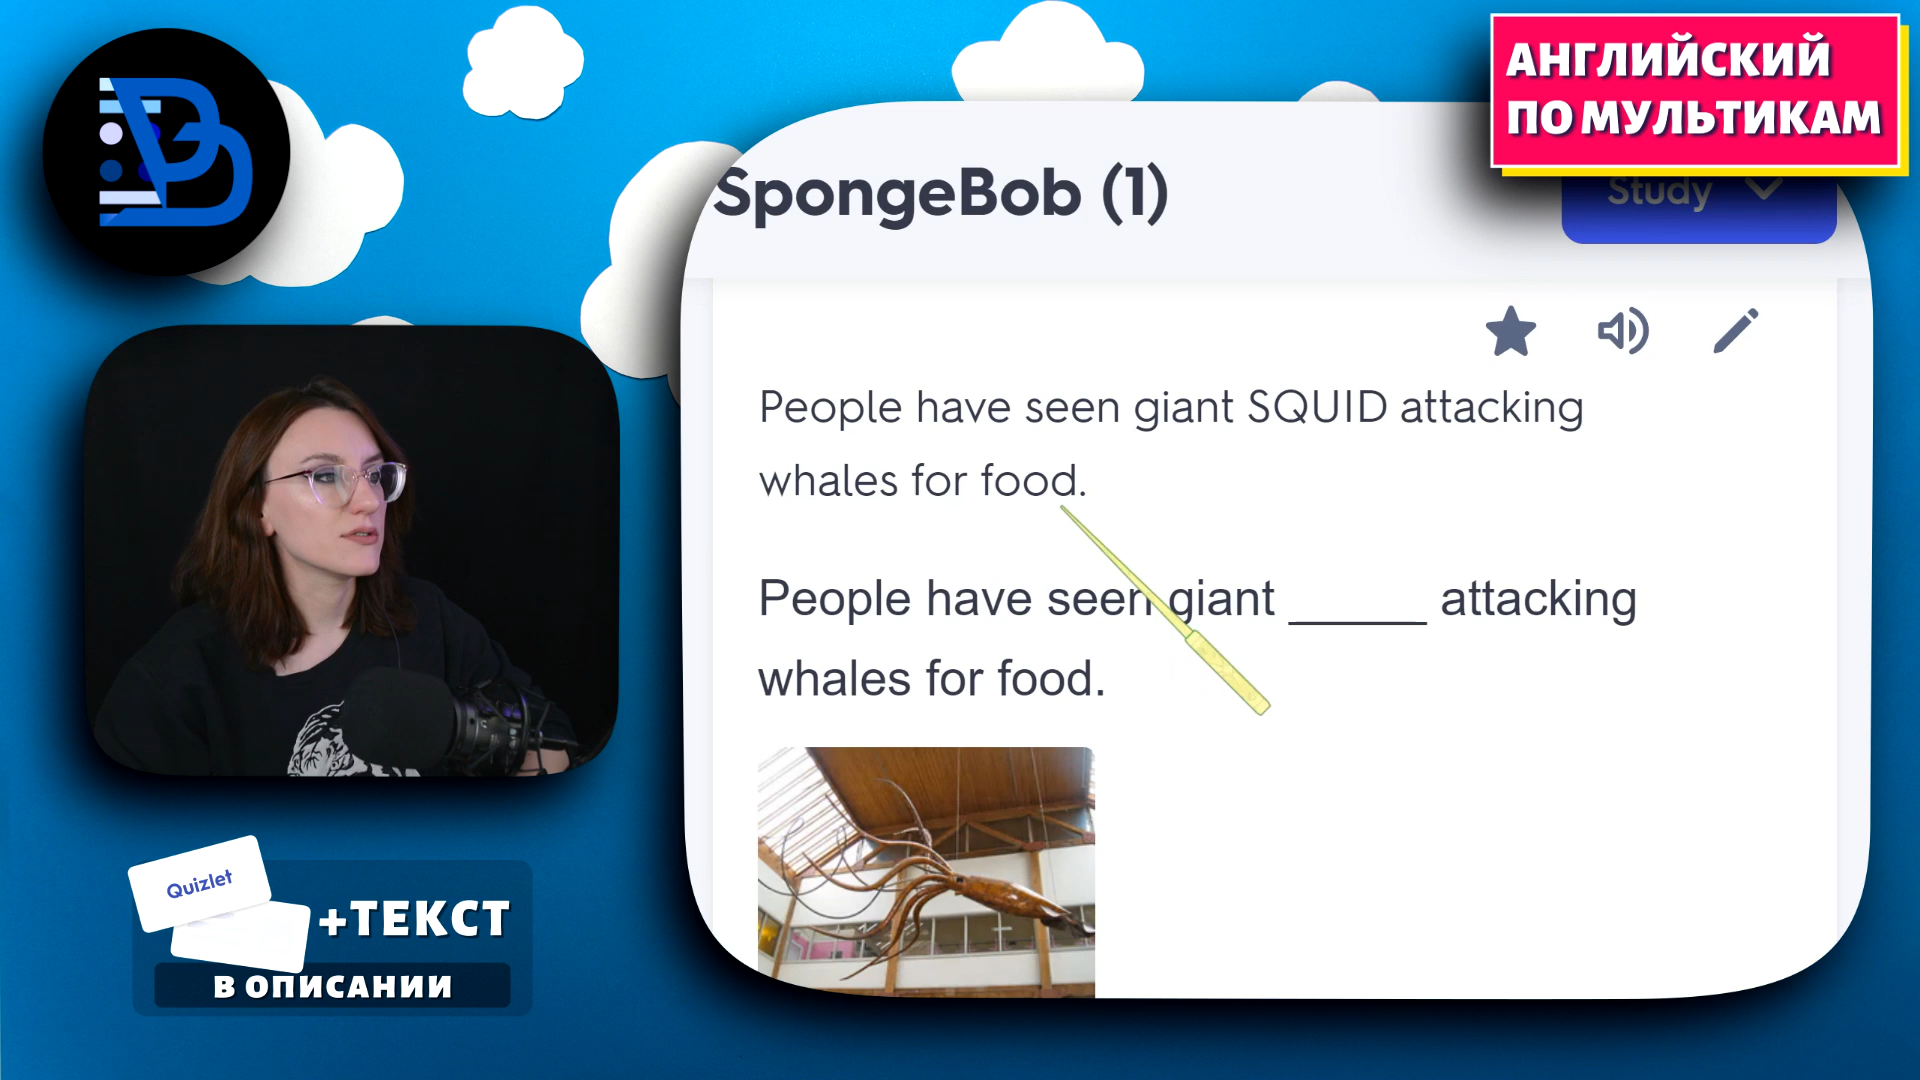 АНГЛИЙСКИЙ
ПО МУЛЬТИКАМ
SpongeBob (1)
Study
People have seen giant SQUID attacking
whales for food.
People have seen giant ______ attacking
whales for food.
Quizlet
+ТЕКСТ
В ОПИСАНИИ